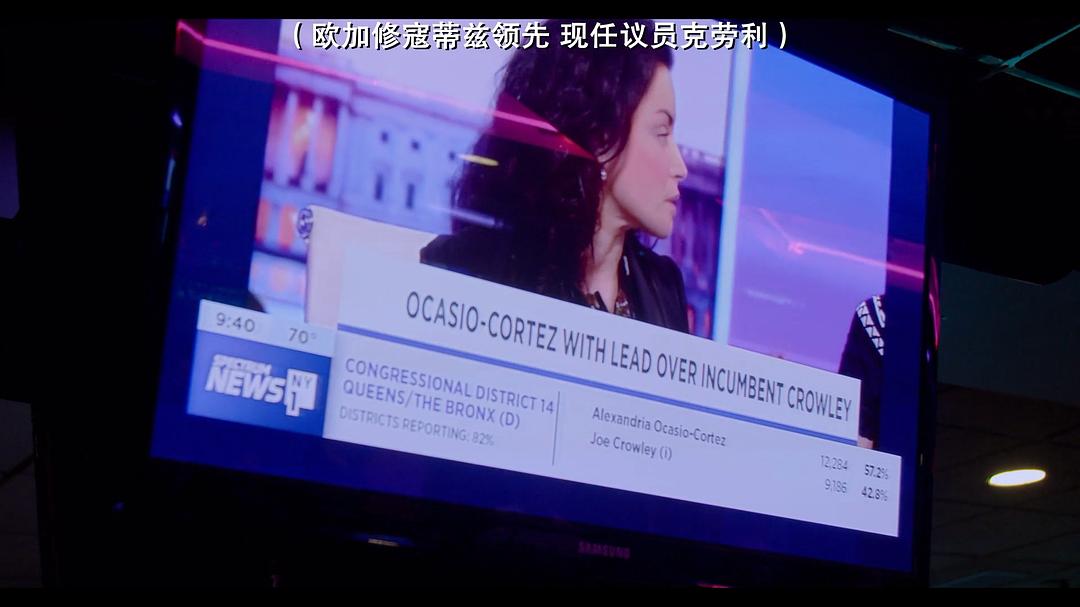 （欧加修寇蒂兹领先 现任议员克劳利）
OCASIO-CORTEZ WITH LEAD OVER INCUMBENT CROWLEY
9:40 70°
SPECTRUM
NEWS NY
1
CONGRESSIONAL DISTRICT 14
QUEENS/THE BRONX (D)
DISTRICTS REPORTING: 82%
Alexandria Ocasio-Cortez 12,284 57.2%
Joe Crowley (i) 9,186 42.8%
SAMSUNG